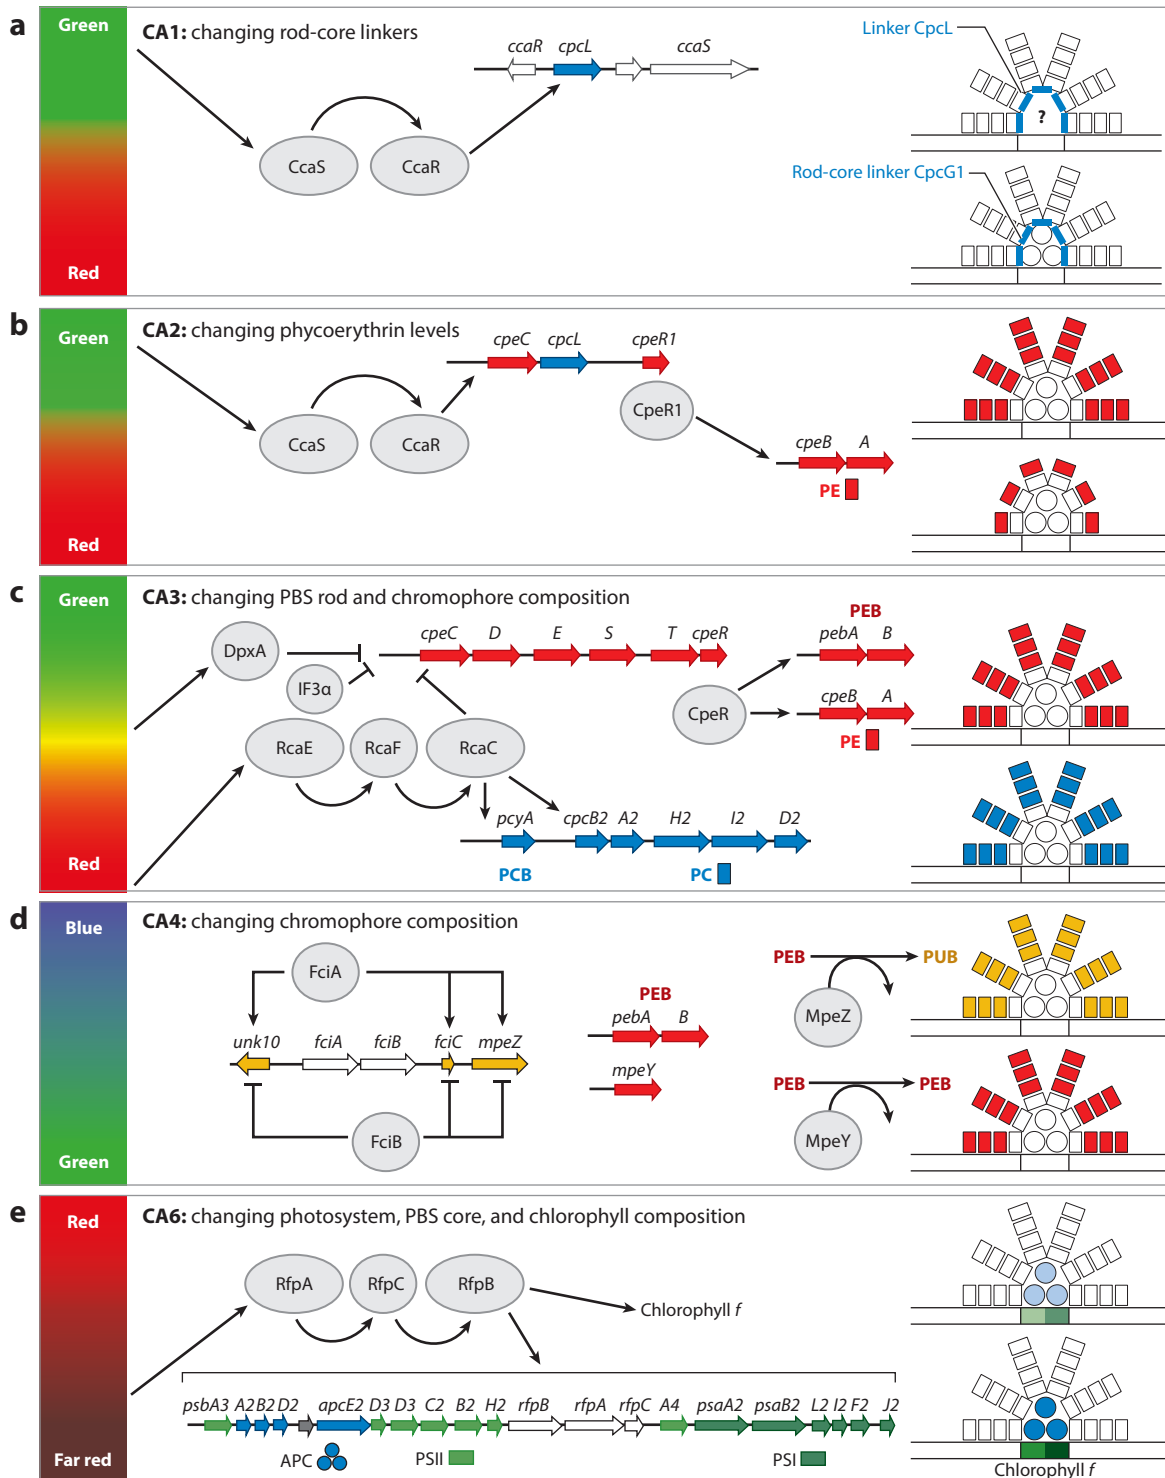 a
Green
CA1: changing rod-core linkers
ccaR cpcL ccaS
Linker CpcL
CcaS CcaR
?
Rod-core linker CpcG1
Red
b
Green
CA2: changing phycoerythrin levels
cpeC cpcL cpeR1
CcaS CcaR
CpeR1
cpeB A
PE
Red
c
Green
CA3: changing PBS rod and chromophore composition
PEB
cpeC D E S T cpeR
pebA B
DpxA
IF3α
CpeR
cpeB A
PE
RcaE RcaF RcaC
pcyA cpcB2 A2 H2 I2 D2
PCB PC
Red
d
Blue
CA4: changing chromophore composition
FciA
PEB PUB
PEB
pebA B
MpeZ
unk10 fciA fciB fciC mpeZ
mpeY
PEB PEB
MpeY
FciB
Green
e
Red
CA6: changing photosystem, PBS core, and chlorophyll composition
RfpA RfpC RfpB
Chlorophyll f
psbA3 A2 B2 D2 apcE2 D3 D3 C2 B2 H2 rfpB rfpA rfpC A4 psaA2 psaB2 L2 I2 F2 J2
APC PSII PSI
Far red
Chlorophyll f